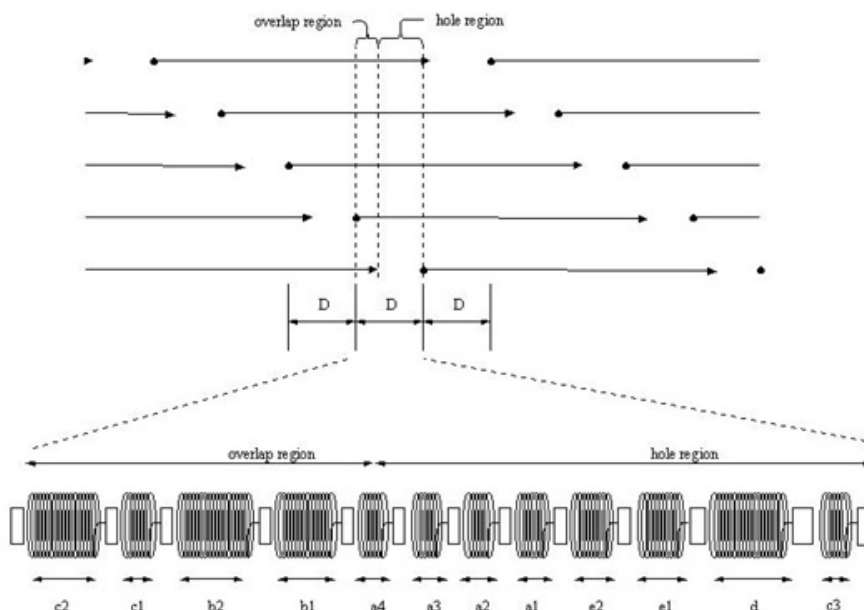 overlap region hole region
D D D
overlap region hole region
c2 c1 b2 b1 a4 a3 a2 a1 e2 e1 d c3